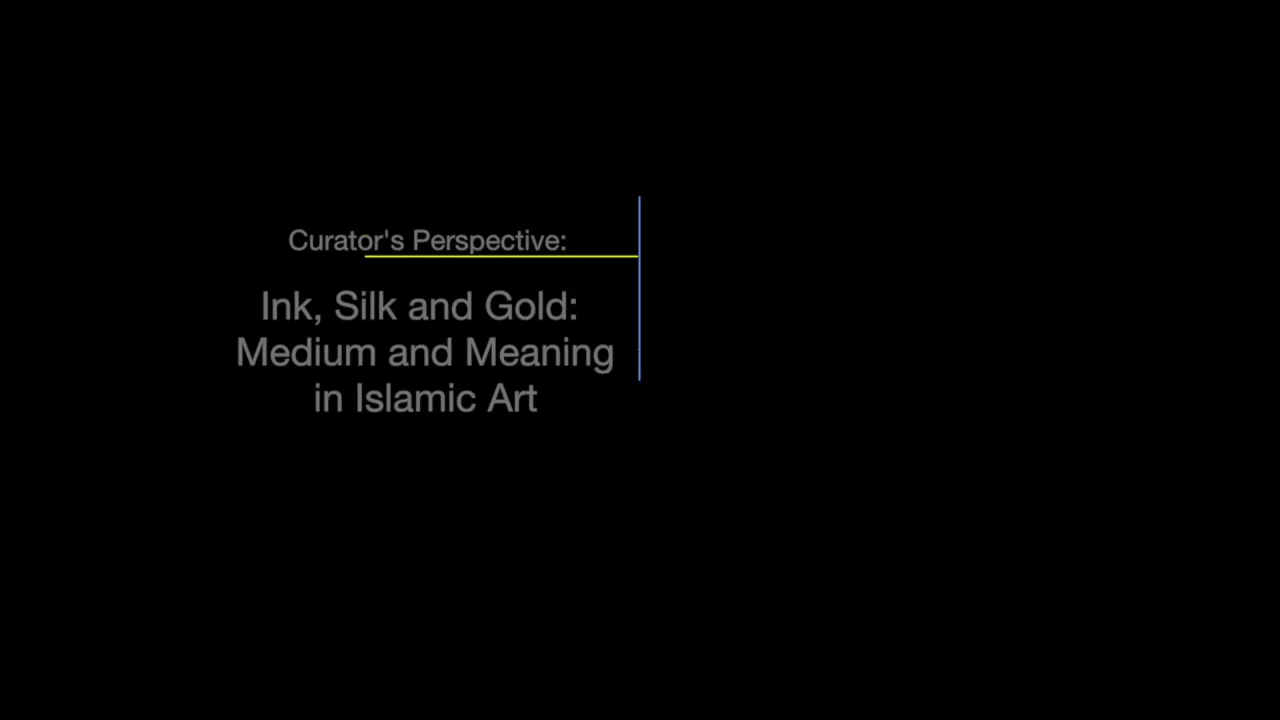 Curator's Perspective:
Ink, Silk and Gold:
Medium and Meaning
in Islamic Art